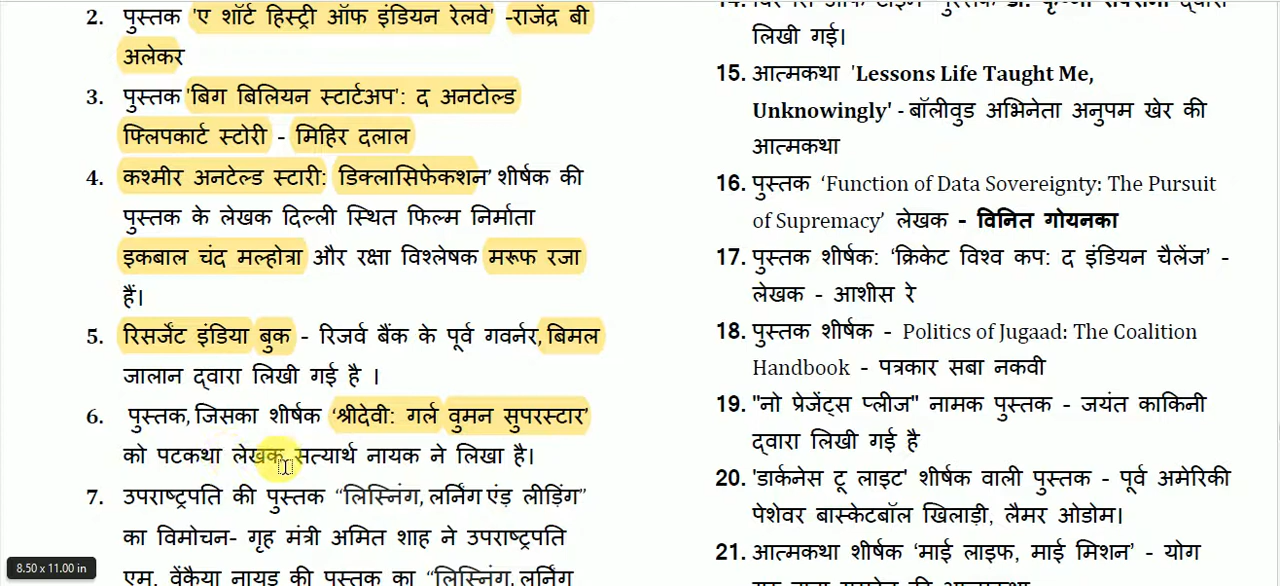 2. पुस्तक 'ए शॉर्ट हिस्ट्री ऑफ इंडियन रेलवे' -राजेंद्र बी
अलेकर
3. पुस्तक 'बिग बिलियन स्टार्टअप': द अनटोल्ड
फ्लिपकार्ट स्टोरी - मिहिर दलाल
4. कश्मीर अनटेल्ड स्टारी: डिक्लासिफेकशन’ शीर्षक की
पुस्तक के लेखक दिल्ली स्थित फिल्म निर्माता
इकबाल चंद मल्होत्रा और रक्षा विश्लेषक मरूफ रजा
हैं।
5. रिसर्जेंट इंडिया बुक - रिजर्व बैंक के पूर्व गवर्नर, बिमल
जालान द्वारा लिखी गई है ।
6. पुस्तक, जिसका शीर्षक ‘श्रीदेवी: गर्ल वुमन सुपरस्टार’
को पटकथा लेखक सत्यार्थ नायक ने लिखा है।
7. उपराष्ट्रपति की पुस्तक “लिस्निंग, लर्निंग एंड़ लीड़िंग”
का विमोचन- गृह मंत्री अमित शाह ने उपराष्ट्रपति
एम. वेंकैया नायडू की पुस्तक का “लिस्निंग, लर्निंग
8.50 x 11.00 in
लिखी गई।
15. आत्मकथा 'Lessons Life Taught Me,
Unknowingly' - बॉलीवुड अभिनेता अनुपम खेर की
आत्मकथा
16. पुस्तक ‘Function of Data Sovereignty: The Pursuit
of Supremacy’ लेखक - विनित गोयनका
17. पुस्तक शीर्षक: ‘क्रिकेट विश्व कप: द इंडियन चैलेंज’ -
लेखक - आशीस रे
18. पुस्तक शीर्षक - Politics of Jugaad: The Coalition
Handbook - पत्रकार सबा नकवी
19. "नो प्रेजेंट्स प्लीज" नामक पुस्तक - जयंत काकिनी
द्वारा लिखी गई है
20. 'डार्कनेस टू लाइट' शीर्षक वाली पुस्तक - पूर्व अमेरिकी
पेशेवर बास्केटबॉल खिलाड़ी, लैमर ओडोम।
21. आत्मकथा शीर्षक ‘माई लाइफ, माई मिशन’ - योग